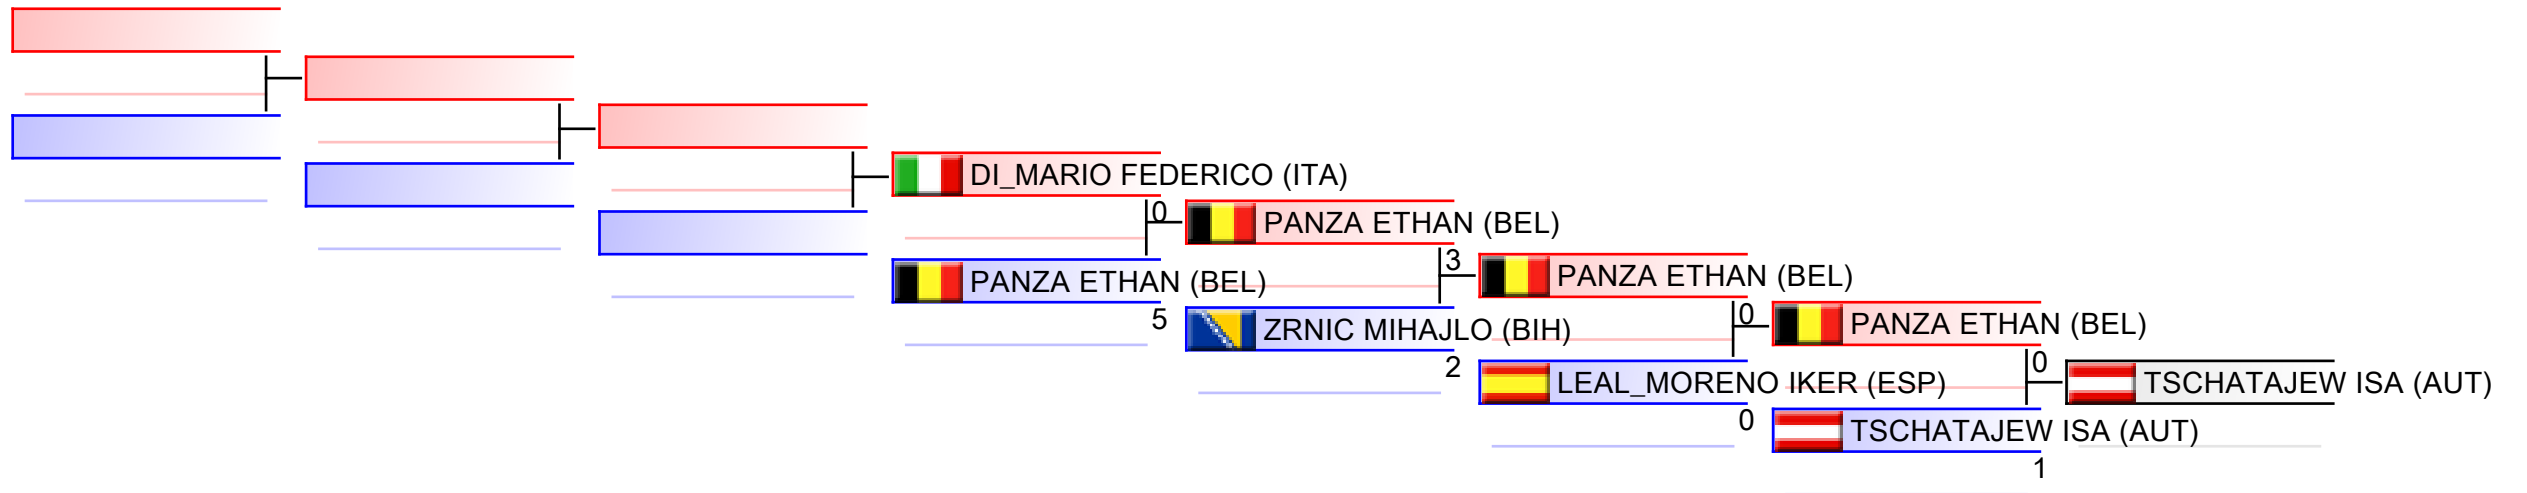 DI_MARIO FEDERICO (ITA)
0
PANZA ETHAN (BEL)
PANZA ETHAN (BEL)
5
3
ZRNIC MIHAJLO (BIH)
2
PANZA ETHAN (BEL)
0
LEAL_MORENO IKER (ESP)
0
PANZA ETHAN (BEL)
0
TSCHATAJEW ISA (AUT)
1
TSCHATAJEW ISA (AUT)